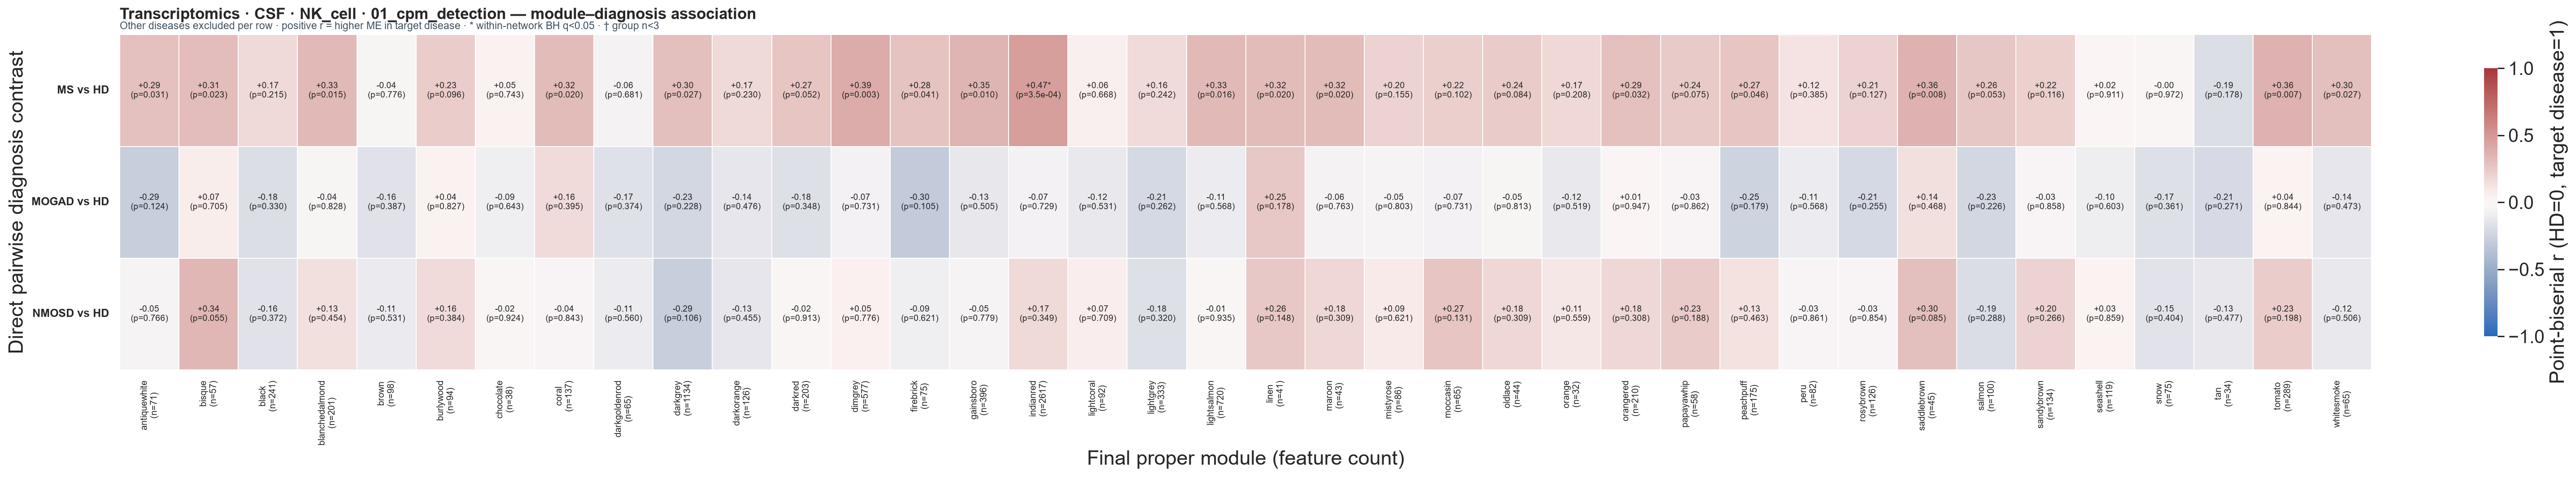 Transcriptomics · CSF · NK_cell · 01_cpm_detection — module–diagnosis association
Other diseases excluded per row · positive r = higher ME in target disease · * within-network BH q<0.05 · † group n<3
Direct pairwise diagnosis contrast
MS vs HD
+0.29 +0.31 +0.17 +0.33 -0.04 +0.23 +0.05 +0.32 -0.06 +0.30 +0.17 +0.27 +0.39 +0.28 +0.35 +0.47* +0.06 +0.16 +0.33 +0.32 +0.32 +0.20 +0.22 +0.24 +0.17 +0.29 +0.24 +0.27 +0.12 +0.21 +0.36 +0.26 +0.22 +0.02 -0.00 -0.19 +0.36 +0.30
(p=0.031) (p=0.023) (p=0.215) (p=0.015) (p=0.776) (p=0.096) (p=0.743) (p=0.020) (p=0.681) (p=0.027) (p=0.230) (p=0.052) (p=0.003) (p=0.041) (p=0.010) (p=3.5e-04) (p=0.668) (p=0.242) (p=0.016) (p=0.020) (p=0.020) (p=0.155) (p=0.102) (p=0.084) (p=0.208) (p=0.032) (p=0.075) (p=0.046) (p=0.385) (p=0.127) (p=0.008) (p=0.053) (p=0.116) (p=0.911) (p=0.972) (p=0.178) (p=0.007) (p=0.027)
MOGAD vs HD
-0.29 +0.07 -0.18 -0.04 -0.16 +0.04 -0.09 +0.16 -0.17 -0.23 -0.14 -0.18 -0.07 -0.30 -0.13 -0.07 -0.12 -0.21 -0.11 +0.25 -0.06 -0.05 -0.07 -0.05 -0.12 +0.01 -0.03 -0.25 -0.11 -0.21 +0.14 -0.23 -0.03 -0.10 -0.17 -0.21 +0.04 -0.14
(p=0.124) (p=0.705) (p=0.330) (p=0.828) (p=0.387) (p=0.827) (p=0.643) (p=0.395) (p=0.374) (p=0.228) (p=0.476) (p=0.348) (p=0.731) (p=0.105) (p=0.505) (p=0.729) (p=0.531) (p=0.262) (p=0.568) (p=0.178) (p=0.763) (p=0.803) (p=0.731) (p=0.813) (p=0.519) (p=0.947) (p=0.862) (p=0.179) (p=0.568) (p=0.255) (p=0.468) (p=0.226) (p=0.858) (p=0.603) (p=0.361) (p=0.271) (p=0.844) (p=0.473)
NMOSD vs HD
-0.05 +0.34 -0.16 +0.13 -0.11 +0.16 -0.02 -0.04 -0.11 -0.29 -0.13 -0.02 +0.05 -0.09 -0.05 +0.17 +0.07 -0.18 -0.01 +0.26 +0.18 +0.09 +0.27 +0.18 +0.11 +0.18 +0.23 +0.13 -0.03 -0.03 +0.30 -0.19 +0.20 +0.03 -0.15 -0.13 +0.23 -0.12
(p=0.766) (p=0.055) (p=0.372) (p=0.454) (p=0.531) (p=0.384) (p=0.924) (p=0.843) (p=0.560) (p=0.106) (p=0.455) (p=0.913) (p=0.776) (p=0.621) (p=0.779) (p=0.349) (p=0.709) (p=0.320) (p=0.935) (p=0.148) (p=0.309) (p=0.621) (p=0.131) (p=0.309) (p=0.559) (p=0.308) (p=0.188) (p=0.463) (p=0.861) (p=0.854) (p=0.085) (p=0.288) (p=0.266) (p=0.859) (p=0.404) (p=0.477) (p=0.198) (p=0.506)
antiquewhite
(n=71)
bisque
(n=57)
black
(n=241)
blanchedalmond
(n=201)
brown
(n=98)
burlywood
(n=94)
chocolate
(n=38)
coral
(n=137)
darkgoldenrod
(n=65)
darkgrey
(n=1134)
darkorange
(n=126)
darkred
(n=203)
dimgrey
(n=577)
firebrick
(n=75)
gainsboro
(n=396)
indianred
(n=2617)
lightcoral
(n=92)
lightgrey
(n=333)
lightsalmon
(n=720)
linen
(n=41)
maroon
(n=43)
mistyrose
(n=86)
moccasin
(n=65)
oldlace
(n=44)
orange
(n=32)
orangered
(n=210)
papayawhip
(n=58)
peachpuff
(n=175)
peru
(n=82)
rosybrown
(n=126)
saddlebrown
(n=45)
salmon
(n=100)
sandybrown
(n=134)
seashell
(n=119)
snow
(n=75)
tan
(n=34)
tomato
(n=289)
whitesmoke
(n=65)
Final proper module (feature count)
1.0
0.5
0.0
−0.5
−1.0
Point-biserial r (HD=0, target disease=1)